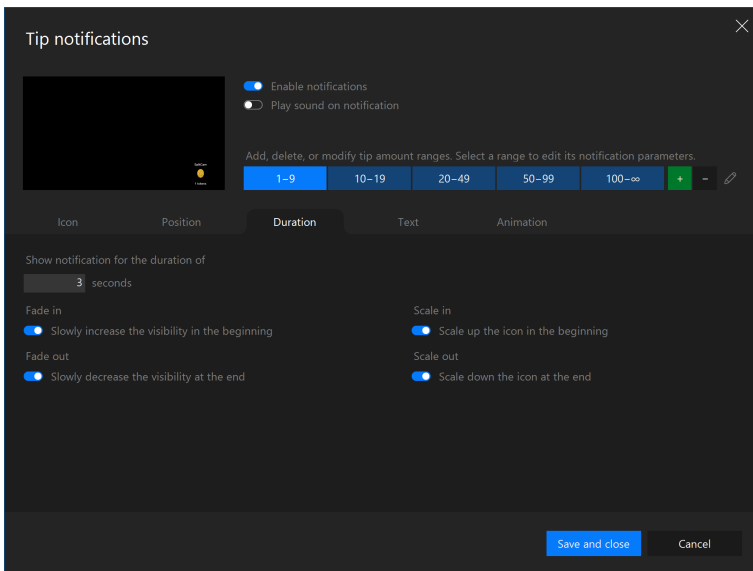 Tip notifications
Enable notifications
Play sound on notification
SplitCam
Add, delete, or modify tip amount ranges. Select a range to edit its notification parameters.
1–9 10–19 20–49 50–99 100–∞ + −
Icon Position Duration Text Animation
Show notification for the duration of
3 seconds
Fade in Scale in
Slowly increase the visibility in the beginning Scale up the icon in the beginning
Fade out Scale out
Slowly decrease the visibility at the end Scale down the icon at the end
Save and close Cancel